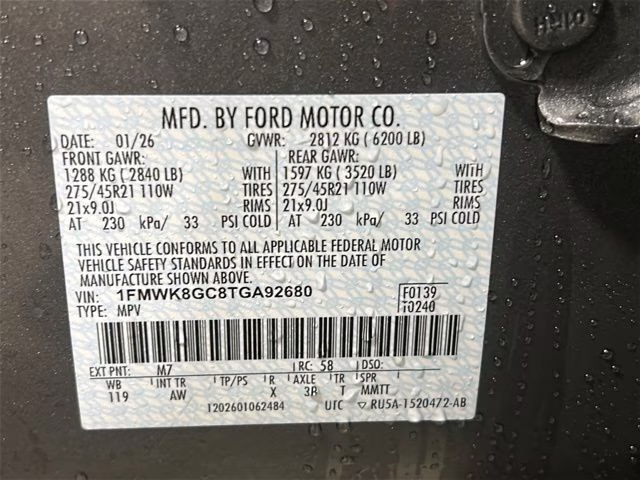 MFD. BY FORD MOTOR CO.
DATE: 01/26 GVWR: 2812 KG ( 6200 LB)
FRONT GAWR: REAR GAWR:
1288 KG ( 2840 LB) WITH 1597 KG ( 3520 LB) WITH
275/45R21 110W TIRES 275/45R21 110W TIRES
21x9.0J RIMS 21x9.0J RIMS
AT 230 kPa/ 33 PSI COLD AT 230 kPa/ 33 PSI COLD
THIS VEHICLE CONFORMS TO ALL APPLICABLE FEDERAL MOTOR
VEHICLE SAFETY STANDARDS IN EFFECT ON THE DATE OF
MANUFACTURE SHOWN ABOVE.
VIN: 1FMWK8GC8TGA92680 F0139
TYPE: MPV T0240
EXT PNT: M7 RC: 58 DSO:
WB INT TR TP/PS R AXLE TR SPR
119 AW X 3B T MMTT
T202601062484 UTC ▽ RU5A-1520472-AB